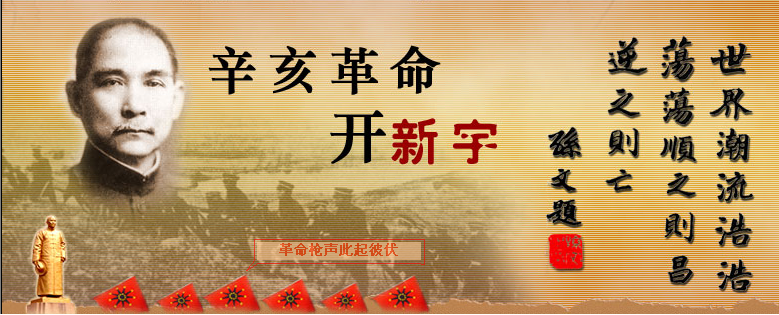 辛亥革命
开新宇
革命枪声此起彼伏
世界潮流浩浩
蕩蕩順之則昌
逆之則亡
孫文題